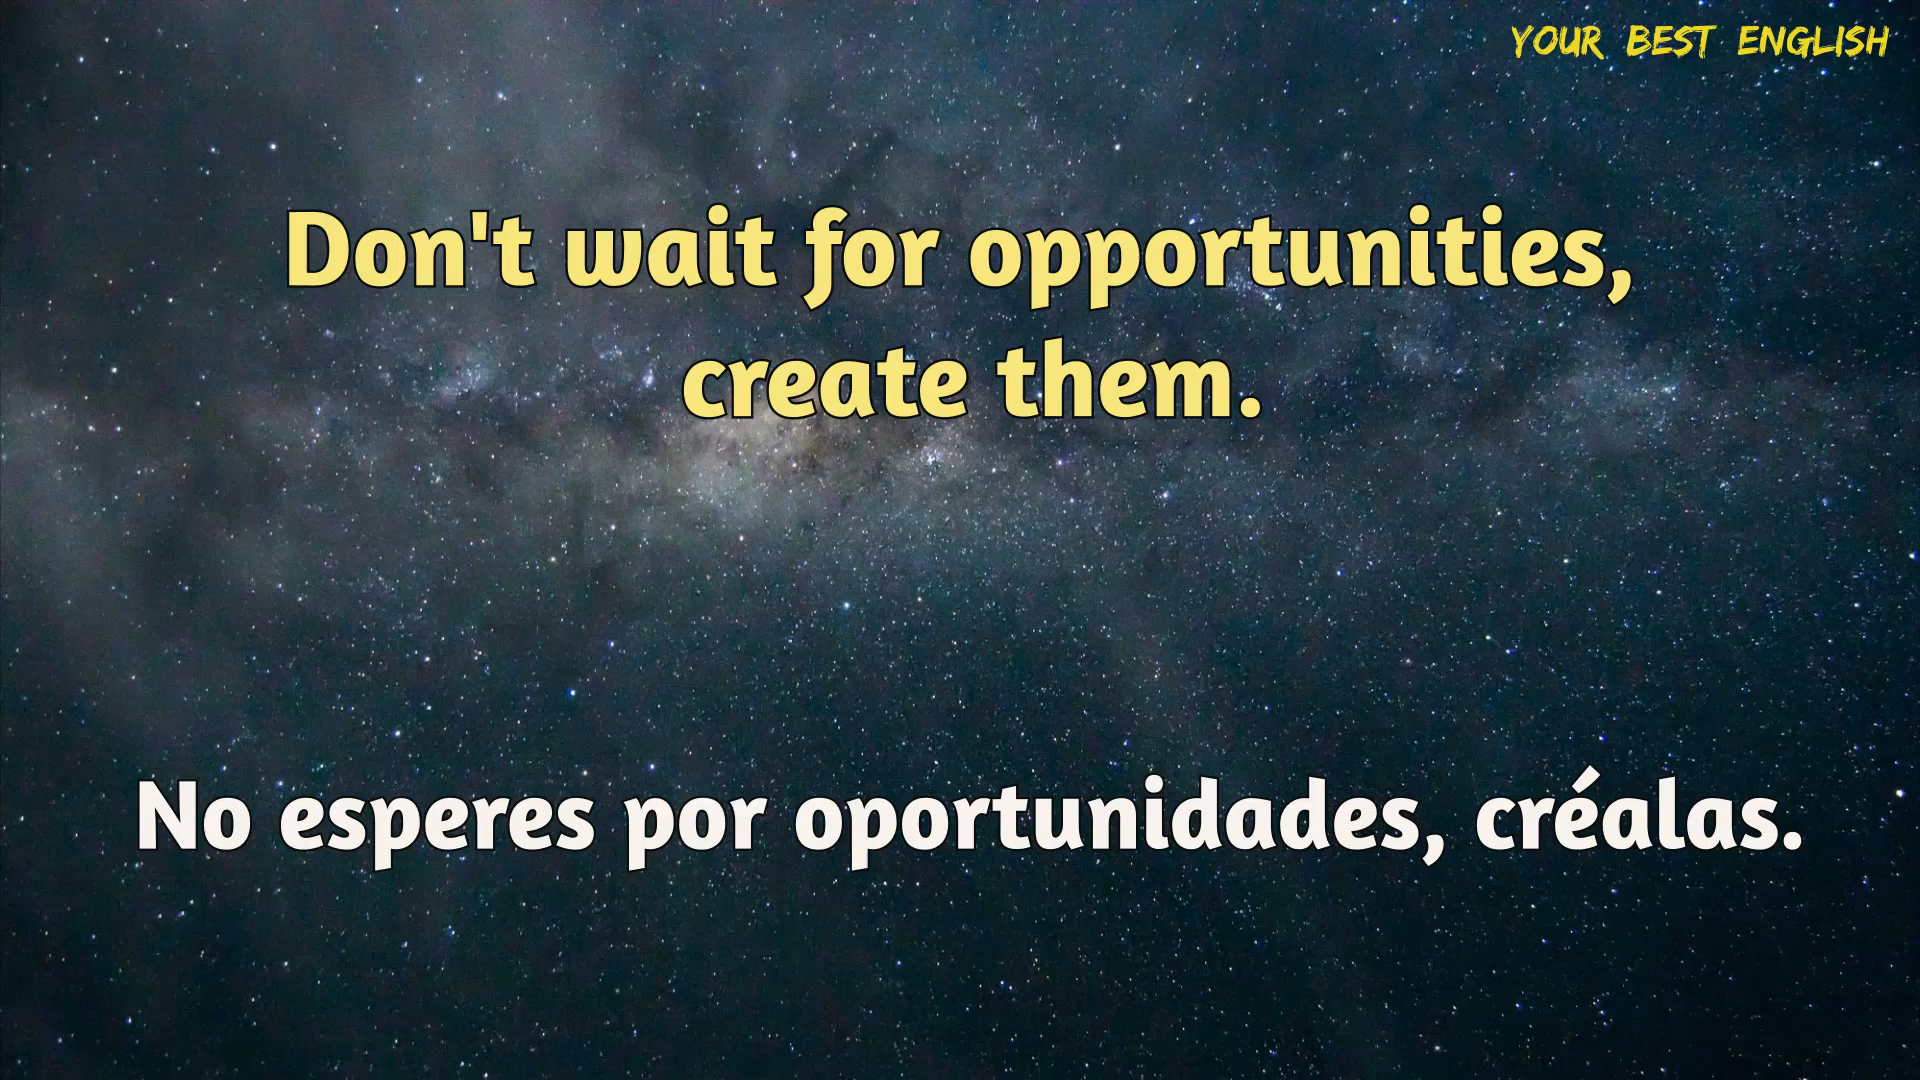 YOUR BEST ENGLISH
Don't wait for opportunities,
create them.
No esperes por oportunidades, créalas.